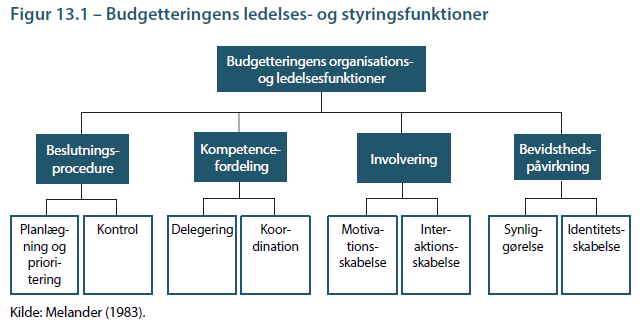 Figur 13.1 – Budgetteringens ledelses- og styringsfunktioner
Budgetteringens organisations-
og ledelsesfunktioner
Beslutnings-
procedure
Kompetence-
fordeling
Involvering
Bevidstheds-
påvirkning
Planlæg-
ning og
priori-
tering
Kontrol
Delegering
Koor-
dination
Motiva-
tions-
skabelse
Inter-
aktions-
skabelse
Synlig-
gørelse
Identitets-
skabelse
Kilde: Melander (1983).